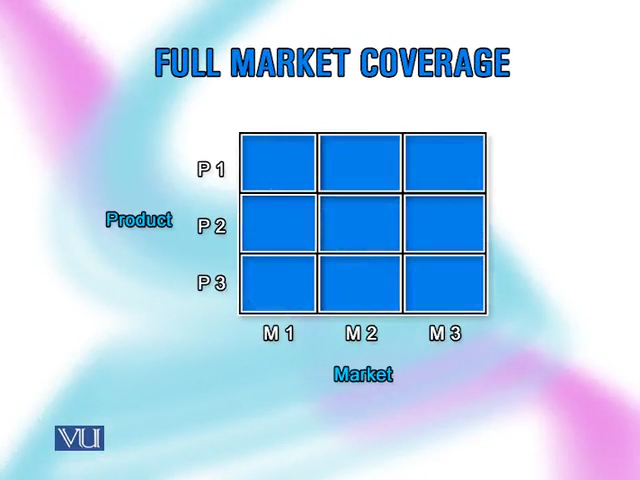 FULL MARKET COVERAGE
P 1
Product
P 2
P 3
M 1 M 2 M 3
Market
VU